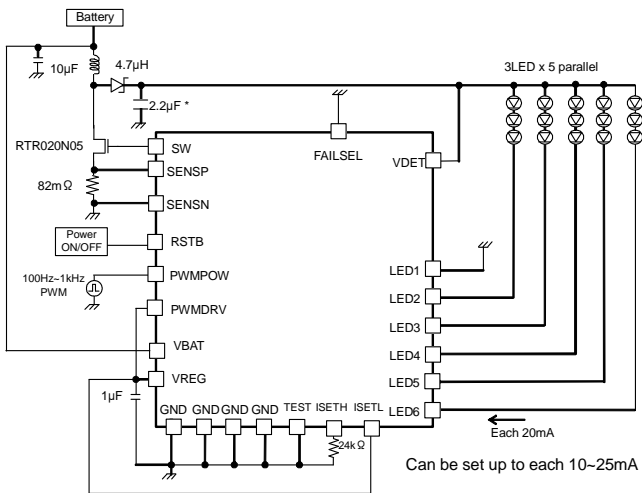 Battery
10µF
4.7µH
2.2µF *
3LED x 5 parallel
RTR020N05
SW
FAILSEL
SENSP
VDET
82mΩ
SENSN
Power
ON/OFF
RSTB
LED1
100Hz~1kHz
PWM
PWMPOW
LED2
PWMDRV
LED3
VBAT
LED4
VREG
LED5
1µF
GND GND GND GND TEST ISETH ISETL
LED6
24kΩ
Each 20mA
Can be set up to each 10~25mA